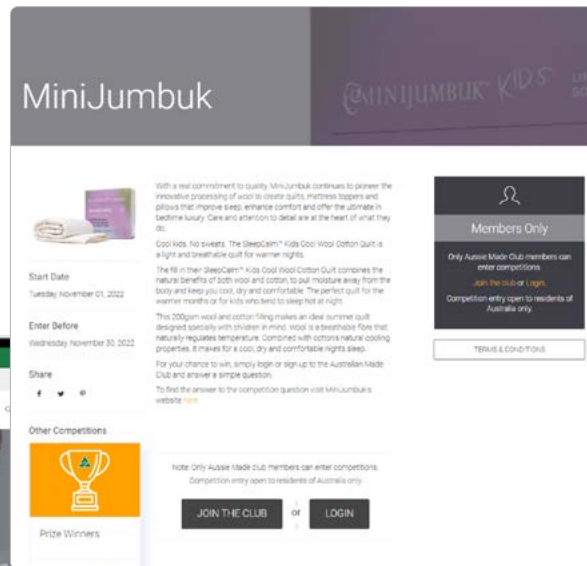 MiniJumbuk
@MINIJUMBUK KIDS
With a real commitment to quality, MiniJumbuk continues to pioneer the
innovative processing of wool to create quilts, mattress toppers and
pillows that improve sleep, enhance comfort and offer the ultimate in
bedtime luxury. Care and attention to detail are at the heart of what they
do.
Cool kids. No sweats. The SleepCalm™ Kids Cool Wool Cotton Quilt is
a light and breathable quilt for warmer nights.
The fill in their SleepCalm™ Kids Cool Wool Cotton Quilt combines the
natural benefits of both wool and cotton, to pull moisture away from the
body and keep you cool, dry and comfortable. The perfect quilt for the
warmer months or for kids who tend to sleep hot at night.
This 200gsm wool and cotton filling makes an ideal summer quilt
designed specially with children in mind. Wool is a breathable fibre that
naturally regulates temperature. Combined with cotton's natural cooling
properties, it makes for a cool, dry and comfortable nights sleep.
For your chance to win, simply login or sign up to the Australian Made
Club and answer a simple question.
To find the answer to the competition question visit MiniJumbuk's
website here.
Start Date
Tuesday, November 01, 2022
Enter Before
Wednesday, November 30, 2022
Share
Other Competitions
Prize Winners
Note: Only Aussie Made club members can enter competitions.
Competition entry open to residents of Australia only.
JOIN THE CLUB or LOGIN
Members Only
Only Aussie Made Club members can
enter competitions.
Join the club or Login.
Competition entry open to residents of
Australia only.
TERMS & CONDITIONS